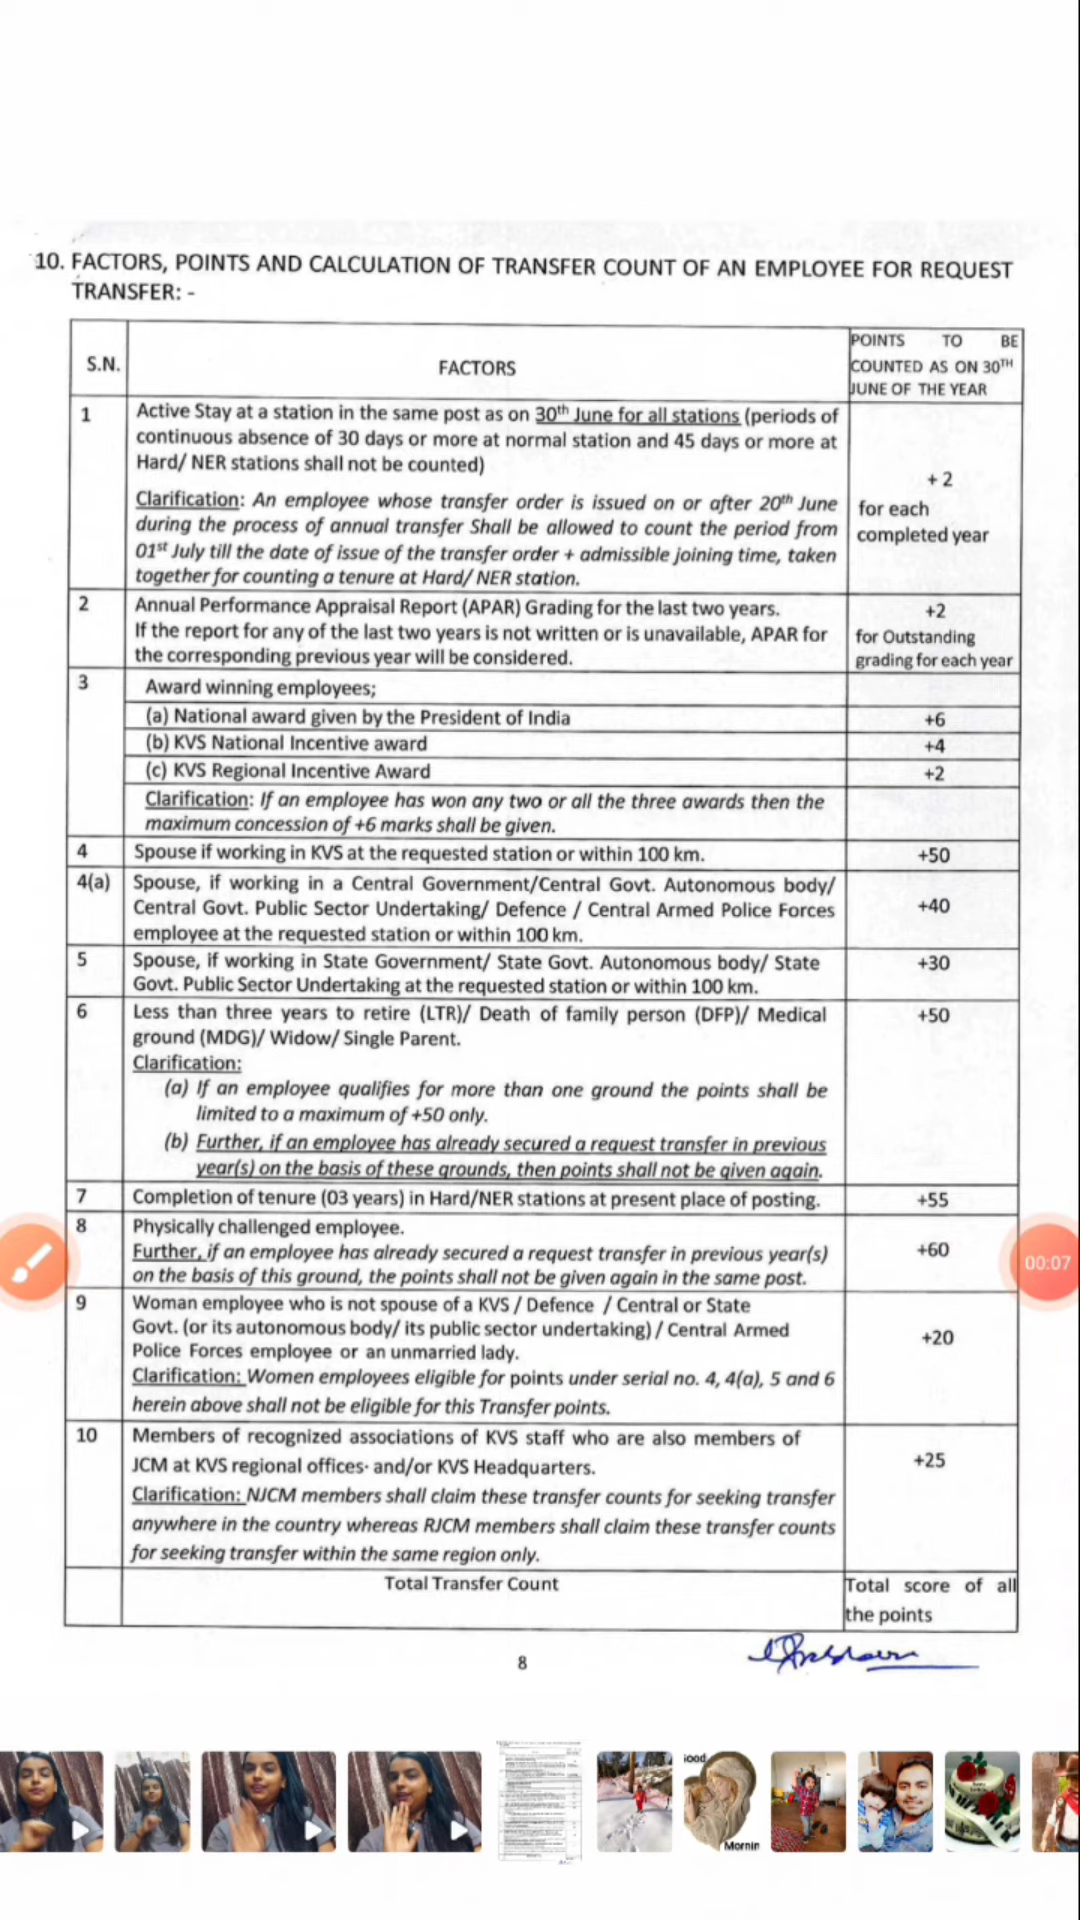 10. FACTORS, POINTS AND CALCULATION OF TRANSFER COUNT OF AN EMPLOYEE FOR REQUEST
TRANSFER: -
S.N.
FACTORS
POINTS TO BE
COUNTED AS ON 30TH
JUNE OF THE YEAR
1
Active Stay at a station in the same post as on 30th June for all stations (periods of
continuous absence of 30 days or more at normal station and 45 days or more at
Hard/ NER stations shall not be counted)
Clarification: An employee whose transfer order is issued on or after 20th June
during the process of annual transfer Shall be allowed to count the period from
01st July till the date of issue of the transfer order + admissible joining time, taken
together for counting a tenure at Hard/ NER station.
+ 2
for each
completed year
2
Annual Performance Appraisal Report (APAR) Grading for the last two years.
If the report for any of the last two years is not written or is unavailable, APAR for
the corresponding previous year will be considered.
+2
for Outstanding
grading for each year
3
Award winning employees;
(a) National award given by the President of India
+6
(b) KVS National Incentive award
+4
(c) KVS Regional Incentive Award
+2
Clarification: If an employee has won any two or all the three awards then the
maximum concession of +6 marks shall be given.
4
Spouse if working in KVS at the requested station or within 100 km.
+50
4(a)
Spouse, if working in a Central Government/Central Govt. Autonomous body/
Central Govt. Public Sector Undertaking/ Defence / Central Armed Police Forces
employee at the requested station or within 100 km.
+40
5
Spouse, if working in State Government/ State Govt. Autonomous body/ State
Govt. Public Sector Undertaking at the requested station or within 100 km.
+30
6
Less than three years to retire (LTR)/ Death of family person (DFP)/ Medical
ground (MDG)/ Widow/ Single Parent.
Clarification:
(a) If an employee qualifies for more than one ground the points shall be
limited to a maximum of +50 only.
(b) Further, if an employee has already secured a request transfer in previous
year(s) on the basis of these grounds, then points shall not be given again.
+50
7
Completion of tenure (03 years) in Hard/NER stations at present place of posting.
+55
8
Physically challenged employee.
Further, if an employee has already secured a request transfer in previous year(s)
on the basis of this ground, the points shall not be given again in the same post.
+60
00:07
9
Woman employee who is not spouse of a KVS / Defence / Central or State
Govt. (or its autonomous body/ its public sector undertaking) / Central Armed
Police Forces employee or an unmarried lady.
Clarification: Women employees eligible for points under serial no. 4, 4(a), 5 and 6
herein above shall not be eligible for this Transfer points.
+20
10
Members of recognized associations of KVS staff who are also members of
JCM at KVS regional offices and/or KVS Headquarters.
Clarification: NJCM members shall claim these transfer counts for seeking transfer
anywhere in the country whereas RJCM members shall claim these transfer counts
for seeking transfer within the same region only.
+25
Total Transfer Count
Total score of all
the points
8
ood
Mornin